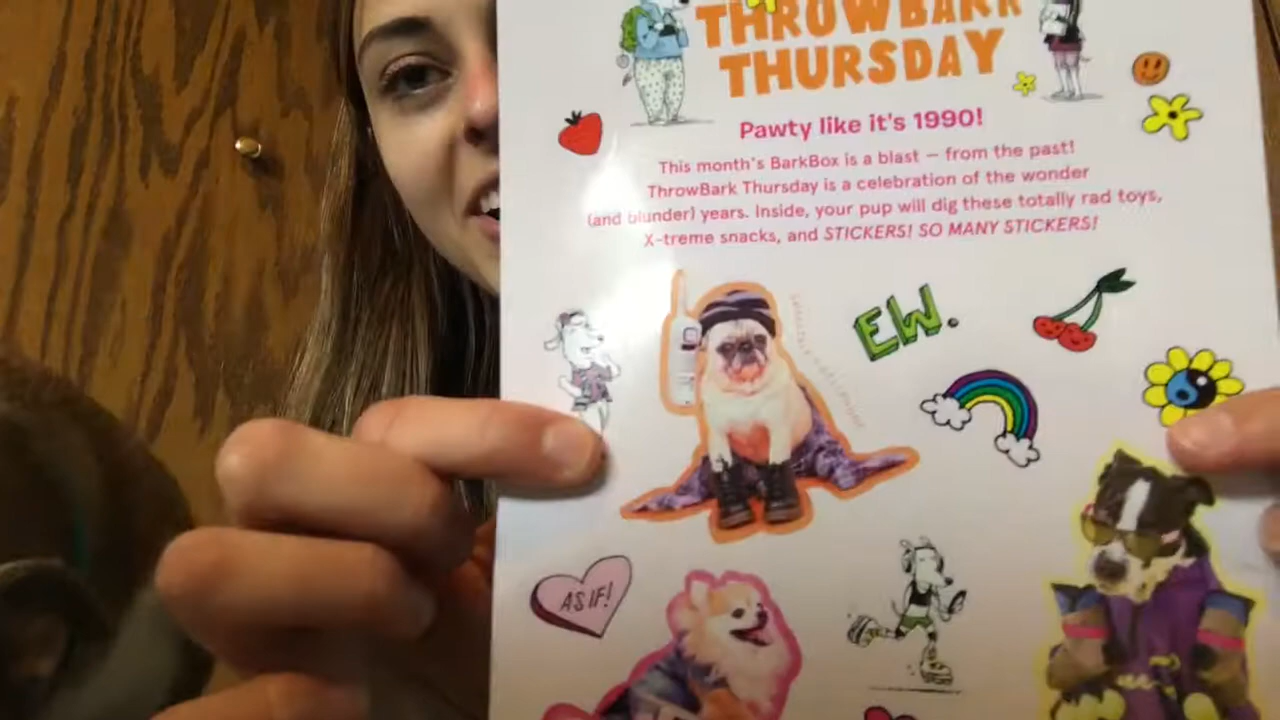 THROWBARK
THURSDAY
Pawty like it's 1990!
This month's BarkBox is a blast – from the past!
ThrowBark Thursday is a celebration of the wonder
(and blunder) years. Inside, your pup will dig these totally rad toys,
X-treme snacks, and STICKERS! SO MANY STICKERS!
EW.
AS IF!